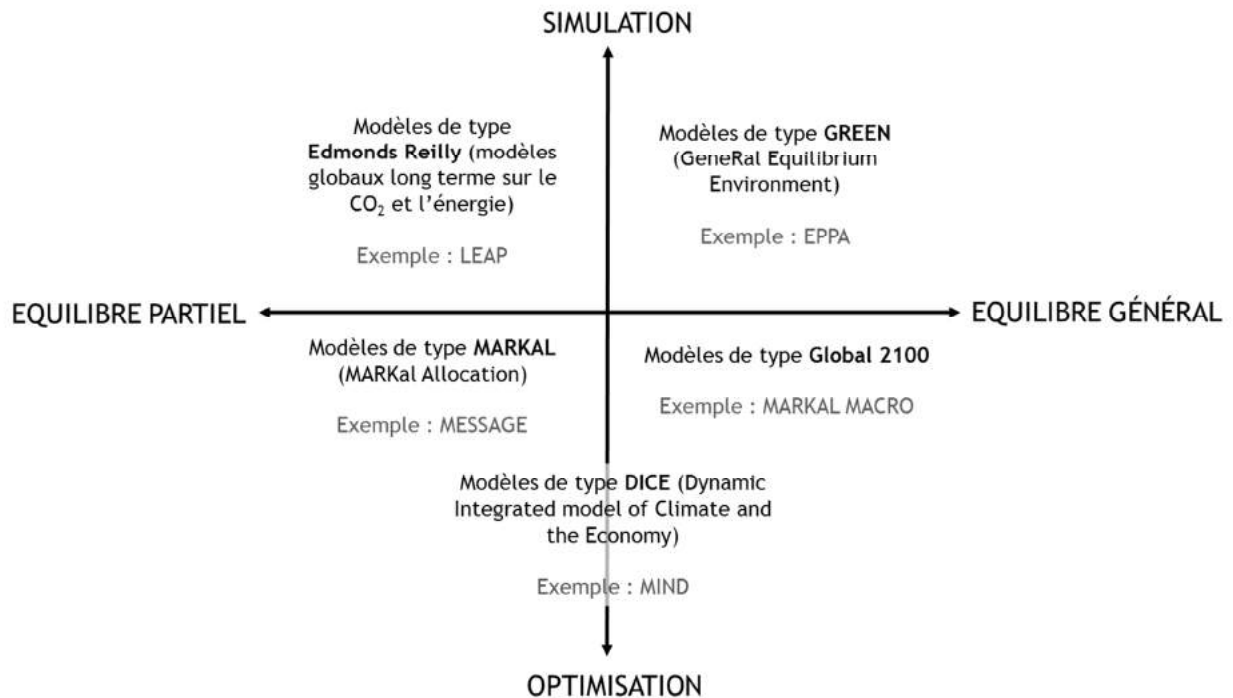 SIMULATION
Modèles de type
Edmonds Reilly (modèles
globaux long terme sur le
CO₂ et l'énergie)
Exemple : LEAP
Modèles de type GREEN
(GeneRal Equilibrium
Environment)
Exemple : EPPA
EQUILIBRE PARTIEL
EQUILIBRE GÉNÉRAL
Modèles de type MARKAL
(MARKal Allocation)
Exemple : MESSAGE
Modèles de type Global 2100
Exemple : MARKAL MACRO
Modèles de type DICE (Dynamic
Integrated model of Climate and
the Economy)
Exemple : MIND
OPTIMISATION